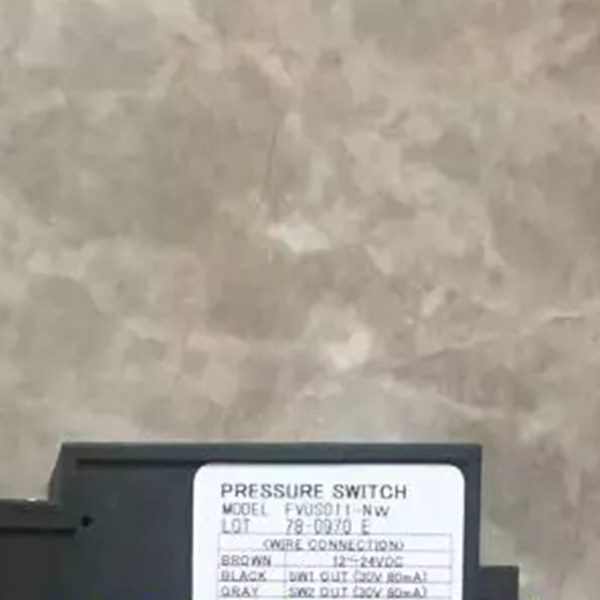 PRESSURE SWITCH
MODEL FVUS011-NW
LOT 78-0970 E
(WIRE CONNECTION)
BROWN 12~24VDC
BLACK SW1 OUT (30V 80mA)
GRAY SW2 OUT (30V 80mA)